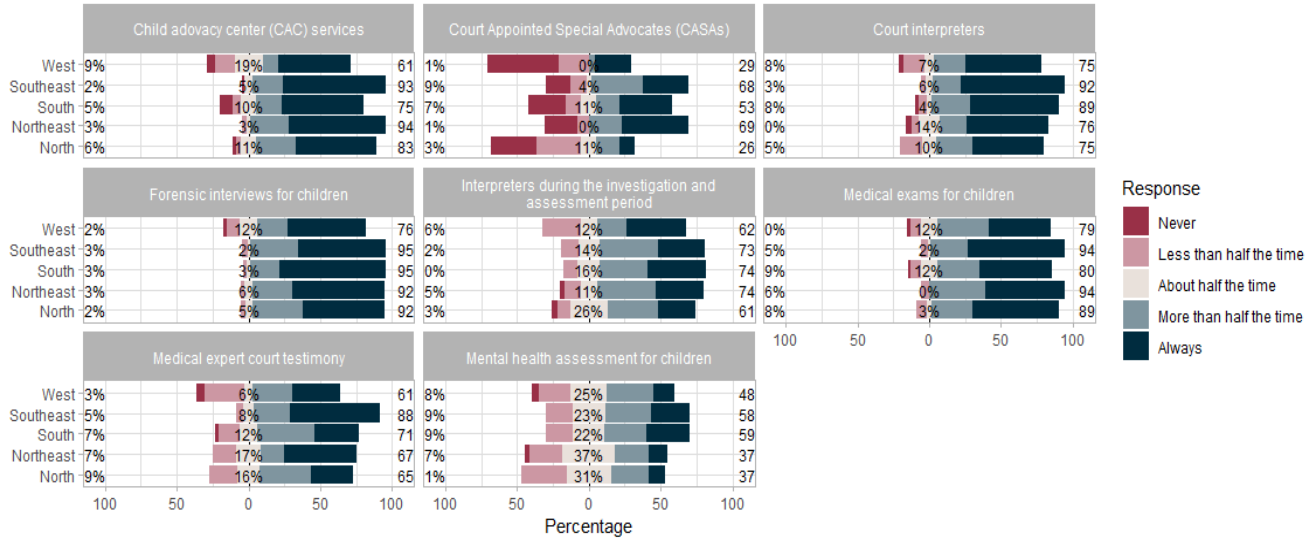 Child adovacy center (CAC) services
Court Appointed Special Advocates (CASAs)
Court interpreters
West 9% 19% 61 1% 0% 29 8% 7% 75
Southeast 2% 5% 93 9% 4% 68 3% 6% 92
South 5% 10% 75 7% 11% 53 8% 4% 89
Northeast 3% 3% 94 1% 0% 69 0% 14% 76
North 6% 11% 83 3% 11% 26 5% 10% 75
Forensic interviews for children
Interpreters during the investigation and
assessment period
Medical exams for children
West 2% 12% 76 6% 12% 62 0% 12% 79
Southeast 3% 2% 95 2% 14% 73 5% 2% 94
South 3% 3% 95 0% 16% 74 9% 12% 80
Northeast 3% 6% 92 5% 11% 74 6% 0% 94
North 2% 5% 92 3% 26% 61 8% 3% 89
100 50 0 50 100
Medical expert court testimony
Mental health assessment for children
West 3% 6% 61 8% 25% 48
Southeast 5% 8% 88 9% 23% 58
South 7% 12% 71 9% 22% 59
Northeast 7% 17% 67 7% 37% 37
North 9% 16% 65 1% 31% 37
100 50 0 50 100 100 50 0 50 100
Percentage
Response
Never
Less than half the time
About half the time
More than half the time
Always